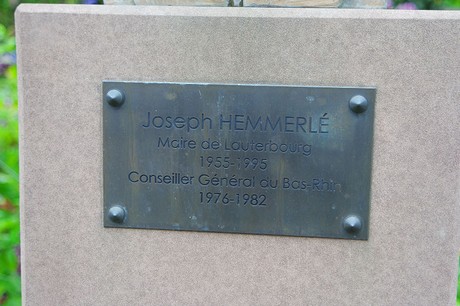 Joseph HEMMERLÉ
Maire de Lauterbourg
1955-1995
Conseiller Général du Bas-Rhin
1976-1982